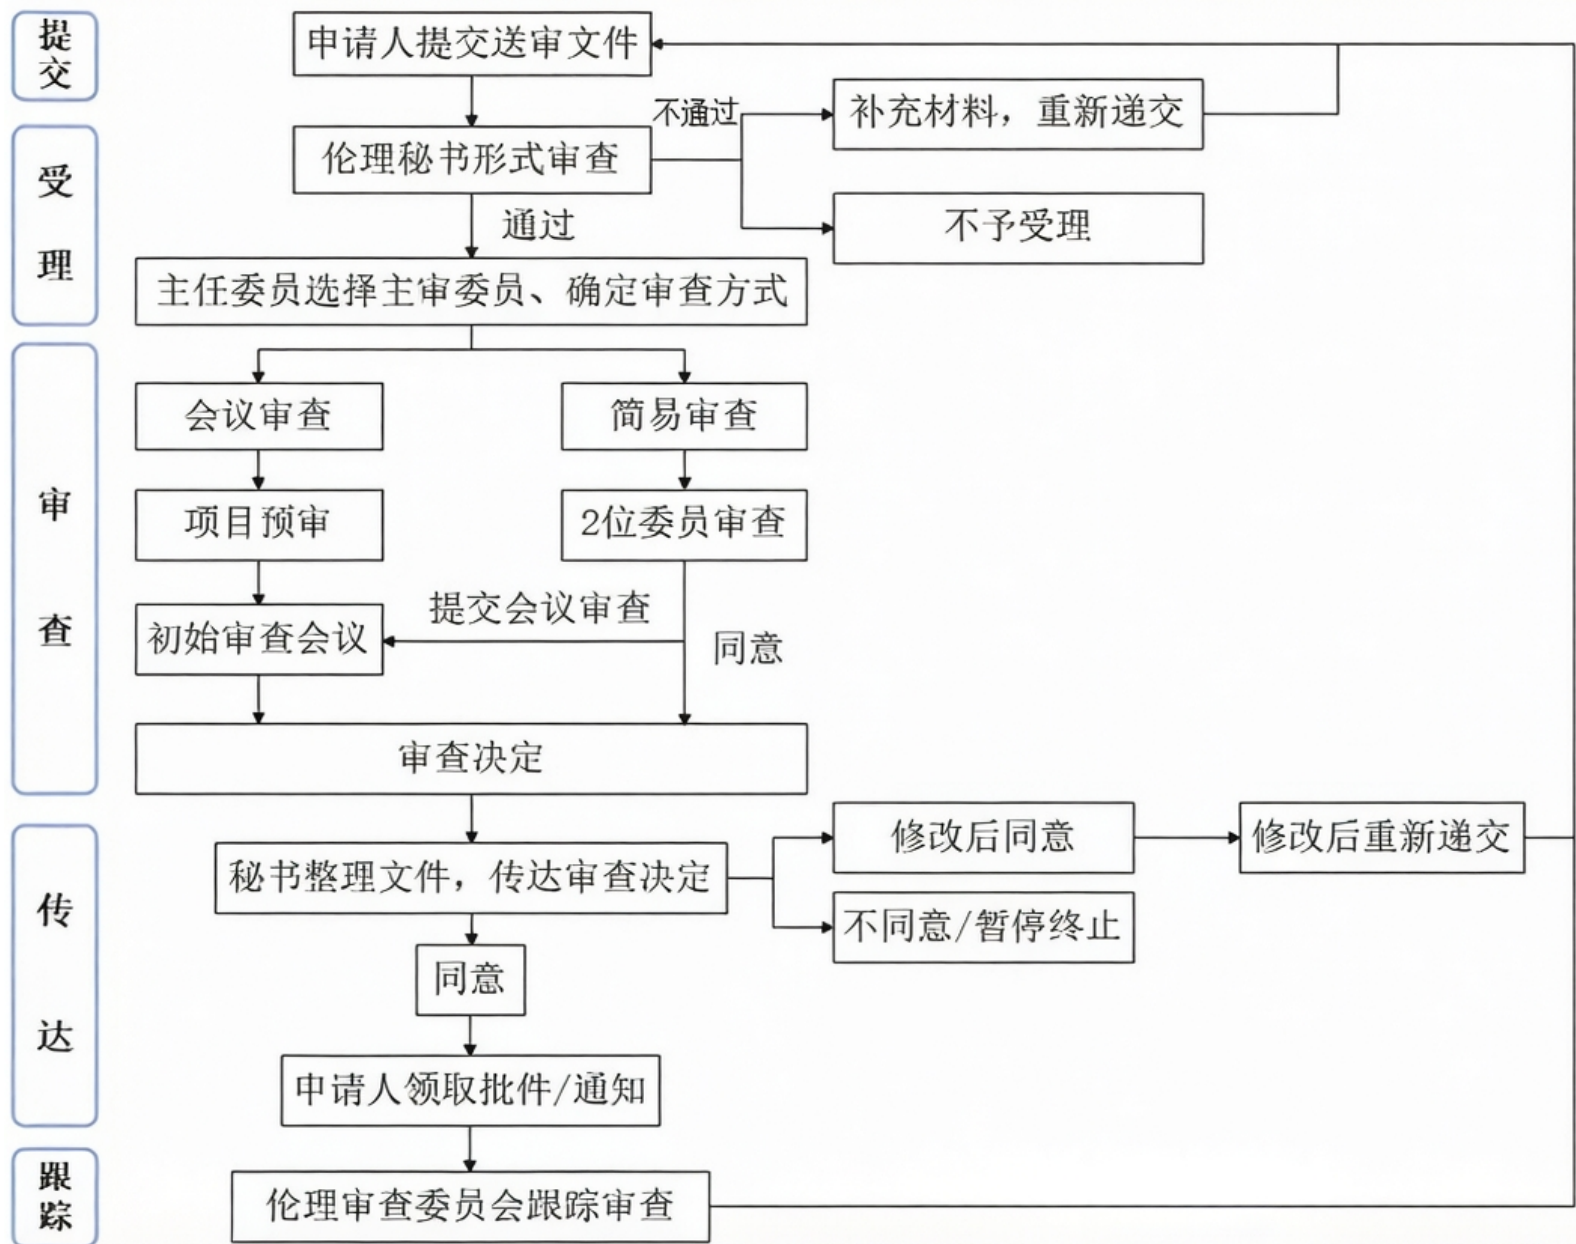 提交
申请人提交送审文件
不通过
补充材料，重新递交
受理
伦理秘书形式审查
通过
不予受理
主任委员选择主审委员、确定审查方式
审查
会议审查
简易审查
项目预审
2位委员审查
提交会议审查
初始审查会议
同意
审查决定
传达
修改后同意
修改后重新递交
秘书整理文件，传达审查决定
不同意/暂停终止
同意
申请人领取批件/通知
跟踪
伦理审查委员会跟踪审查